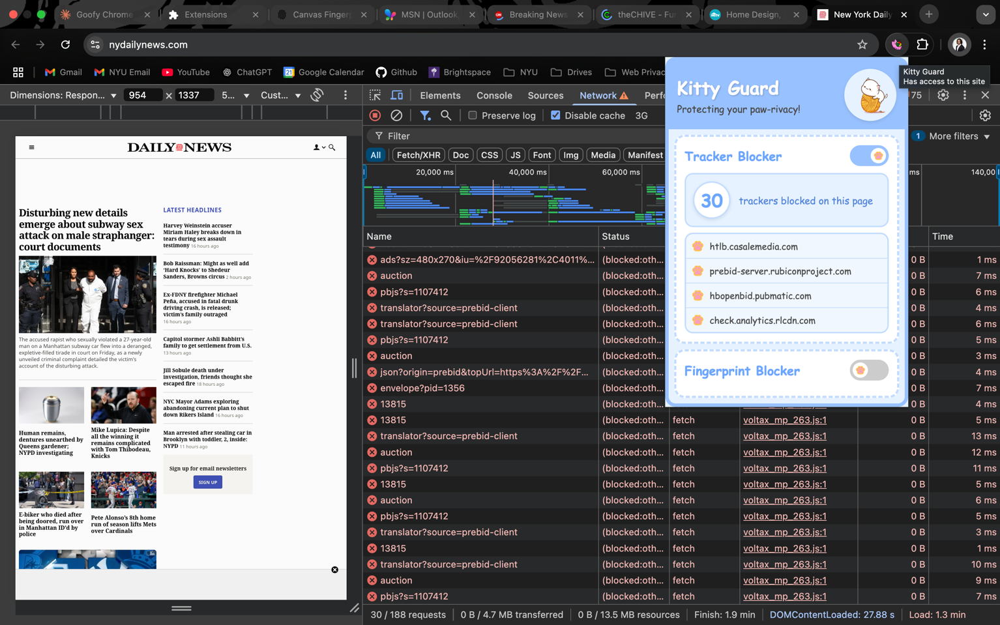 Goofy Chrome
Extensions
Canvas Finger
MSN | Outlook,
Breaking News
theCHIVE - Fun
Home Design,
New York Daily
nydailynews.com
Gmail
NYU Email
YouTube
ChatGPT
Google Calendar
Github
Brightspace
NYU
Drives
Web Privac
Kitty Guard
Has access to this site
Dimensions: Respon...
954
×
1337
5...
Cust...
Elements
Console
Sources
Network
Perfo
75
Preserve log
Disable cache
3G
Filter
1
More filters
All
Fetch/XHR
Doc
CSS
JS
Font
Img
Media
Manifest
20,000 ms
40,000 ms
60,000 ms
ms
140,00
Name
Status
Time
ads?sz=480x270&iu=%2F92056281%2C4011%... (blocked:oth... 0 B 1 ms
auction (blocked:oth... 0 B 7 ms
pbjs?s=1107412 (blocked:oth... 0 B 6 ms
translator?source=prebid-client (blocked:oth... 0 B 4 ms
translator?source=prebid-client (blocked:oth... 0 B 6 ms
pbjs?s=1107412 (blocked:oth... 0 B 5 ms
auction (blocked:oth... 0 B 3 ms
json?origin=prebid&topUrl=https%3A%2F%2F... (blocked:oth... 0 B 4 ms
envelope?pid=1356 (blocked:oth... 0 B 7 ms
13815 (blocked:oth... 0 B 4 ms
13815 (blocked:oth... fetch voltax_mp_263.js:1 0 B 5 ms
translator?source=prebid-client (blocked:oth... fetch voltax_mp_263.js:1 0 B 13 ms
auction (blocked:oth... fetch voltax_mp_263.js:1 0 B 12 ms
pbjs?s=1107412 (blocked:oth... fetch voltax_mp_263.js:1 0 B 11 ms
13815 (blocked:oth... fetch voltax_mp_263.js:1 0 B 5 ms
auction (blocked:oth... fetch voltax_mp_263.js:1 0 B 6 ms
pbjs?s=1107412 (blocked:oth... fetch voltax_mp_263.js:1 0 B 5 ms
translator?source=prebid-client (blocked:oth... fetch voltax_mp_263.js:1 0 B 3 ms
13815 (blocked:oth... fetch voltax_mp_263.js:1 0 B 1 ms
translator?source=prebid-client (blocked:oth... fetch voltax_mp_263.js:1 0 B 10 ms
auction (blocked:oth... fetch voltax_mp_263.js:1 0 B 9 ms
pbjs?s=1107412 (blocked:oth... fetch voltax_mp_263.js:1 0 B 7 ms
30 / 188 requests
0 B / 4.7 MB transferred
0 B / 13.5 MB resources
Finish: 1.9 min
DOMContentLoaded: 27.88 s
Load: 1.3 min
Kitty Guard
Protecting your paw-rivacy!
Tracker Blocker
30
trackers blocked on this page
htlb.casalemedia.com
prebid-server.rubiconproject.com
hbopenbid.pubmatic.com
check.analytics.rlcdn.com
Fingerprint Blocker
DAILY NEWS
Disturbing new details
emerge about subway sex
attack on male straphanger:
court documents
The accused rapist who sexually violated a 27-year-old
man on a Manhattan subway car flew into a deranged,
expletive-filled tirade in court on Friday, as a newly
unveiled criminal complaint detailed the victim's
account of the disturbing attack.
Human remains,
dentures unearthed by
Queens gardener;
NYPD investigating
Mike Lupica: Despite
all the winning it
remains complicated
with Tom Thibodeau,
Knicks
E-biker who died after
being doored, run over
in Manhattan ID'd by
police
Pete Alonso's 8th home
run of season lifts Mets
over Cardinals
LATEST HEADLINES
Harvey Weinstein accuser
Miriam Haley breaks down in
tears during sex assault
testimony 16 hours ago
Bob Raissman: Might as well add
'Hard Knocks' to Shedeur
Sanders, Browns circus 2 hours ago
Ex-FDNY firefighter Michael
Peña, accused in fatal drunk
driving crash, is released;
victim's family outraged
16 hours ago
Capitol stormer Ashli Babbitt's
family to get settlement from U.S.
13 hours ago
Jill Sobule death under
investigation, friends thought she
escaped fire 18 hours ago
NYC Mayor Adams exploring
abandoning current plan to shut
down Rikers Island 16 hours ago
Man arrested after stealing car in
Brooklyn with toddler, 2, inside:
NYPD 11 hours ago
Sign up for email newsletters
SIGN UP